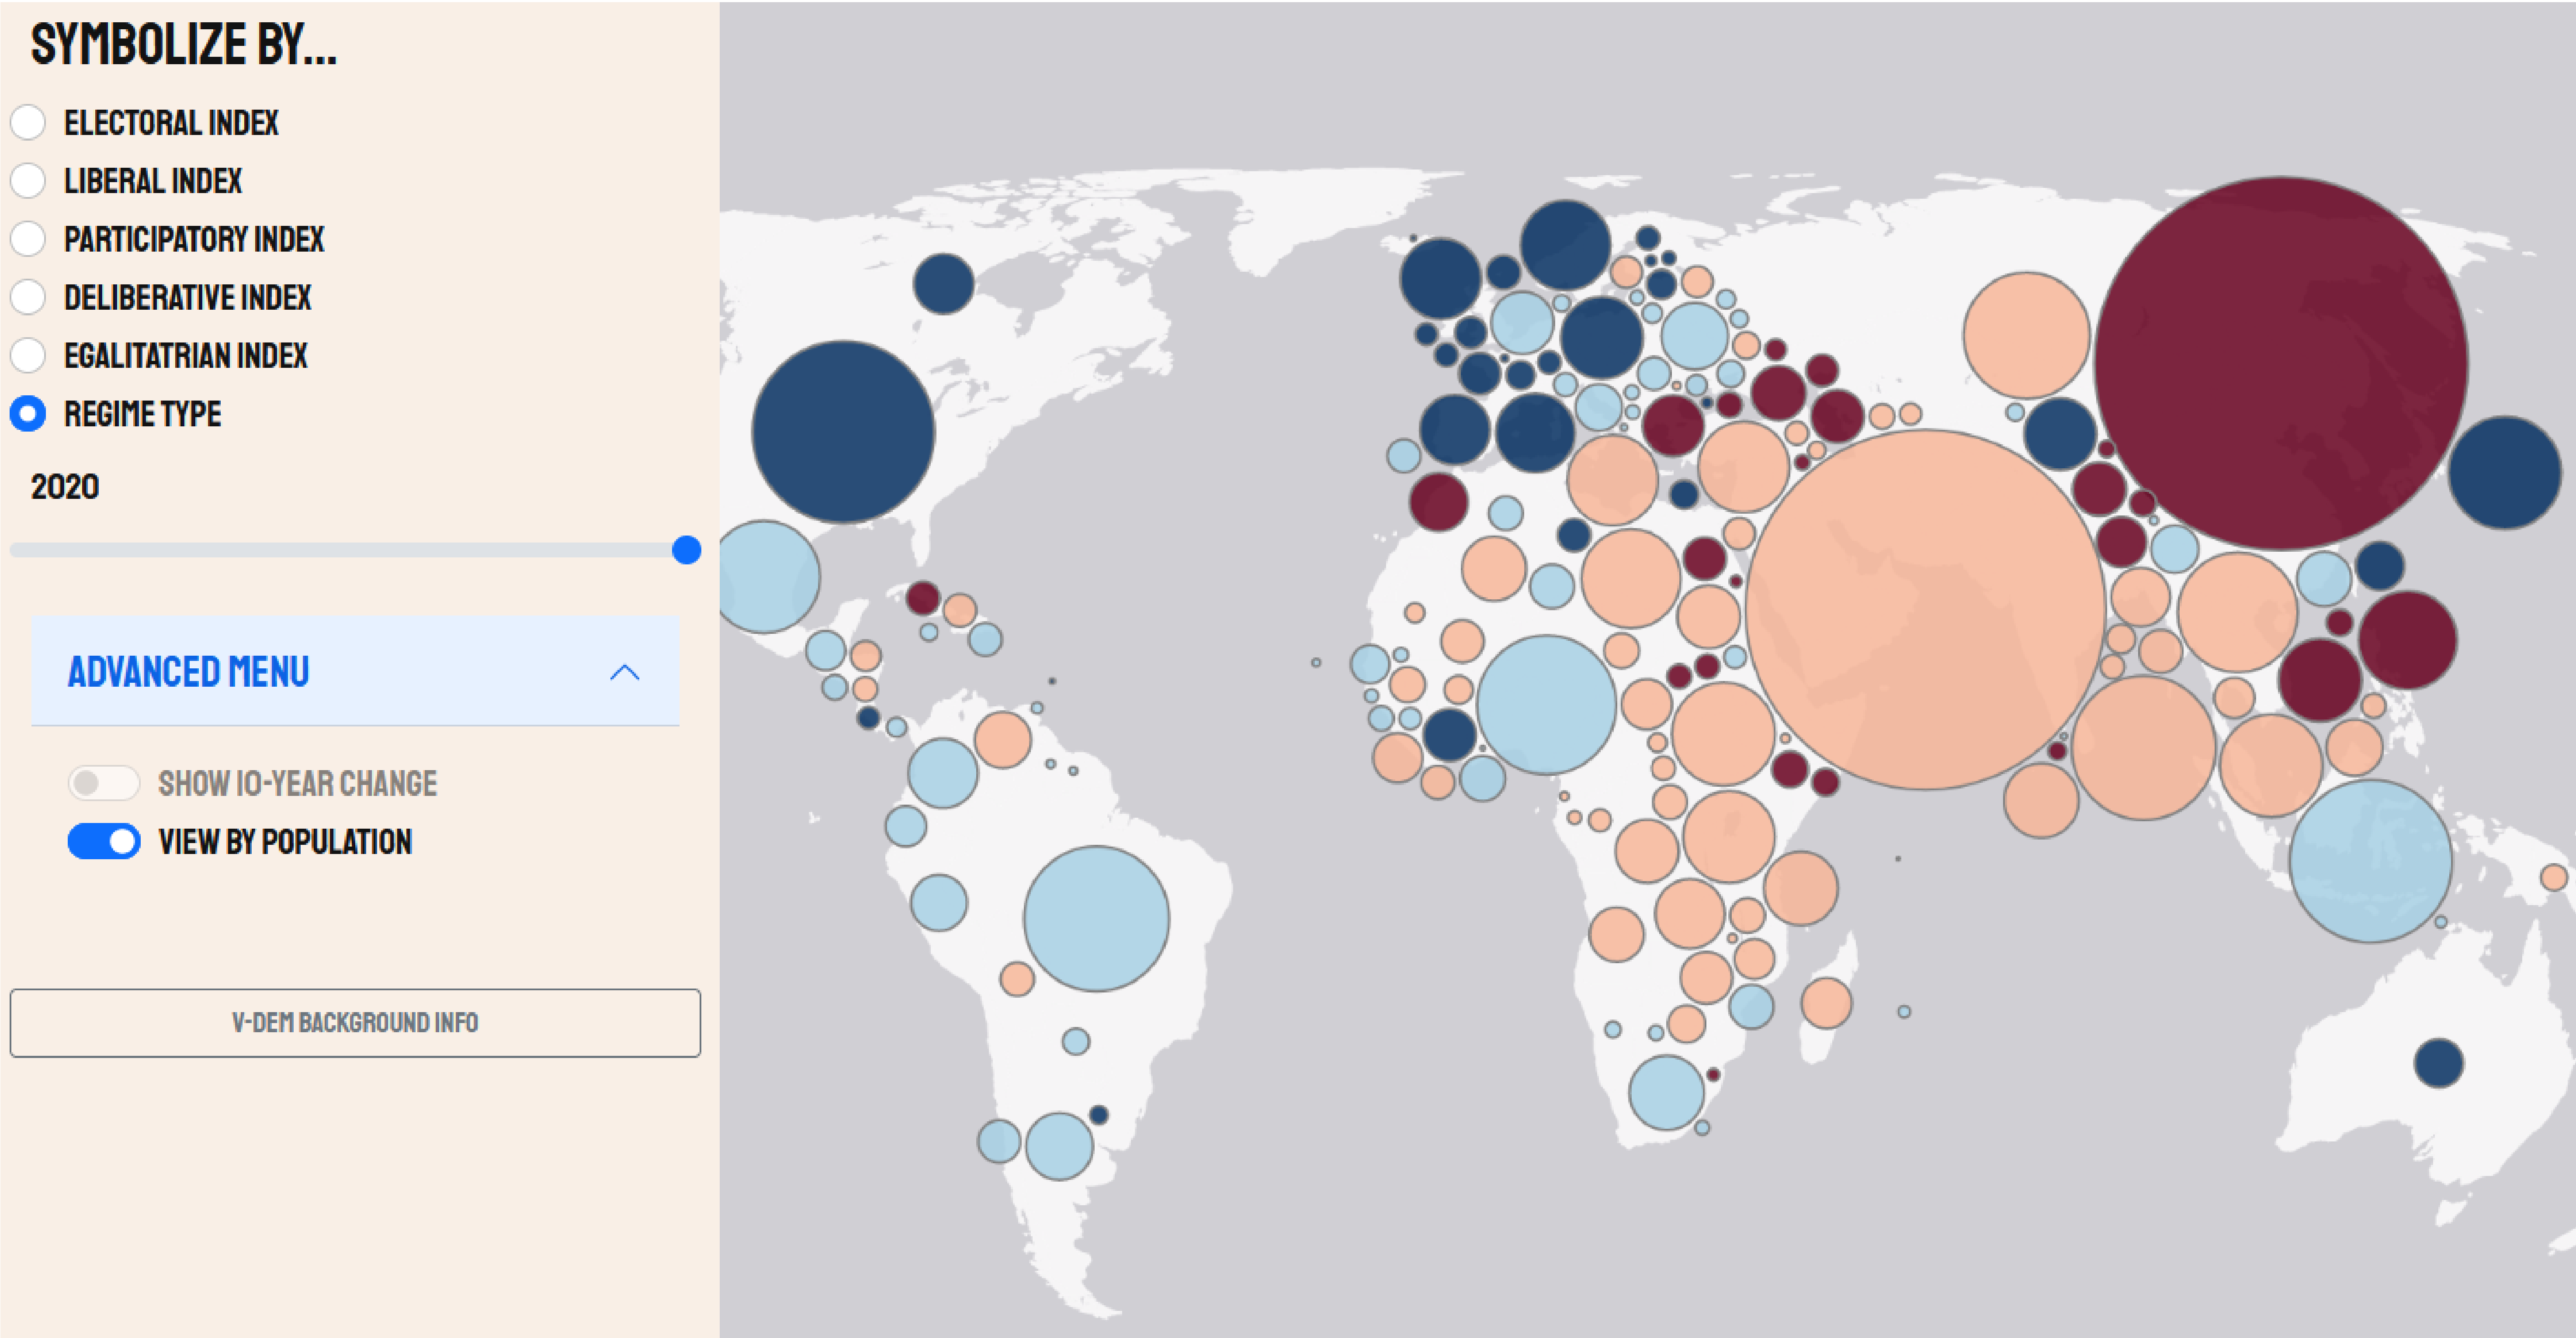 SYMBOLIZE BY...
ELECTORAL INDEX
LIBERAL INDEX
PARTICIPATORY INDEX
DELIBERATIVE INDEX
EGALITATRIAN INDEX
REGIME TYPE
2020
ADVANCED MENU
SHOW 10-YEAR CHANGE
VIEW BY POPULATION
V-DEM BACKGROUND INFO